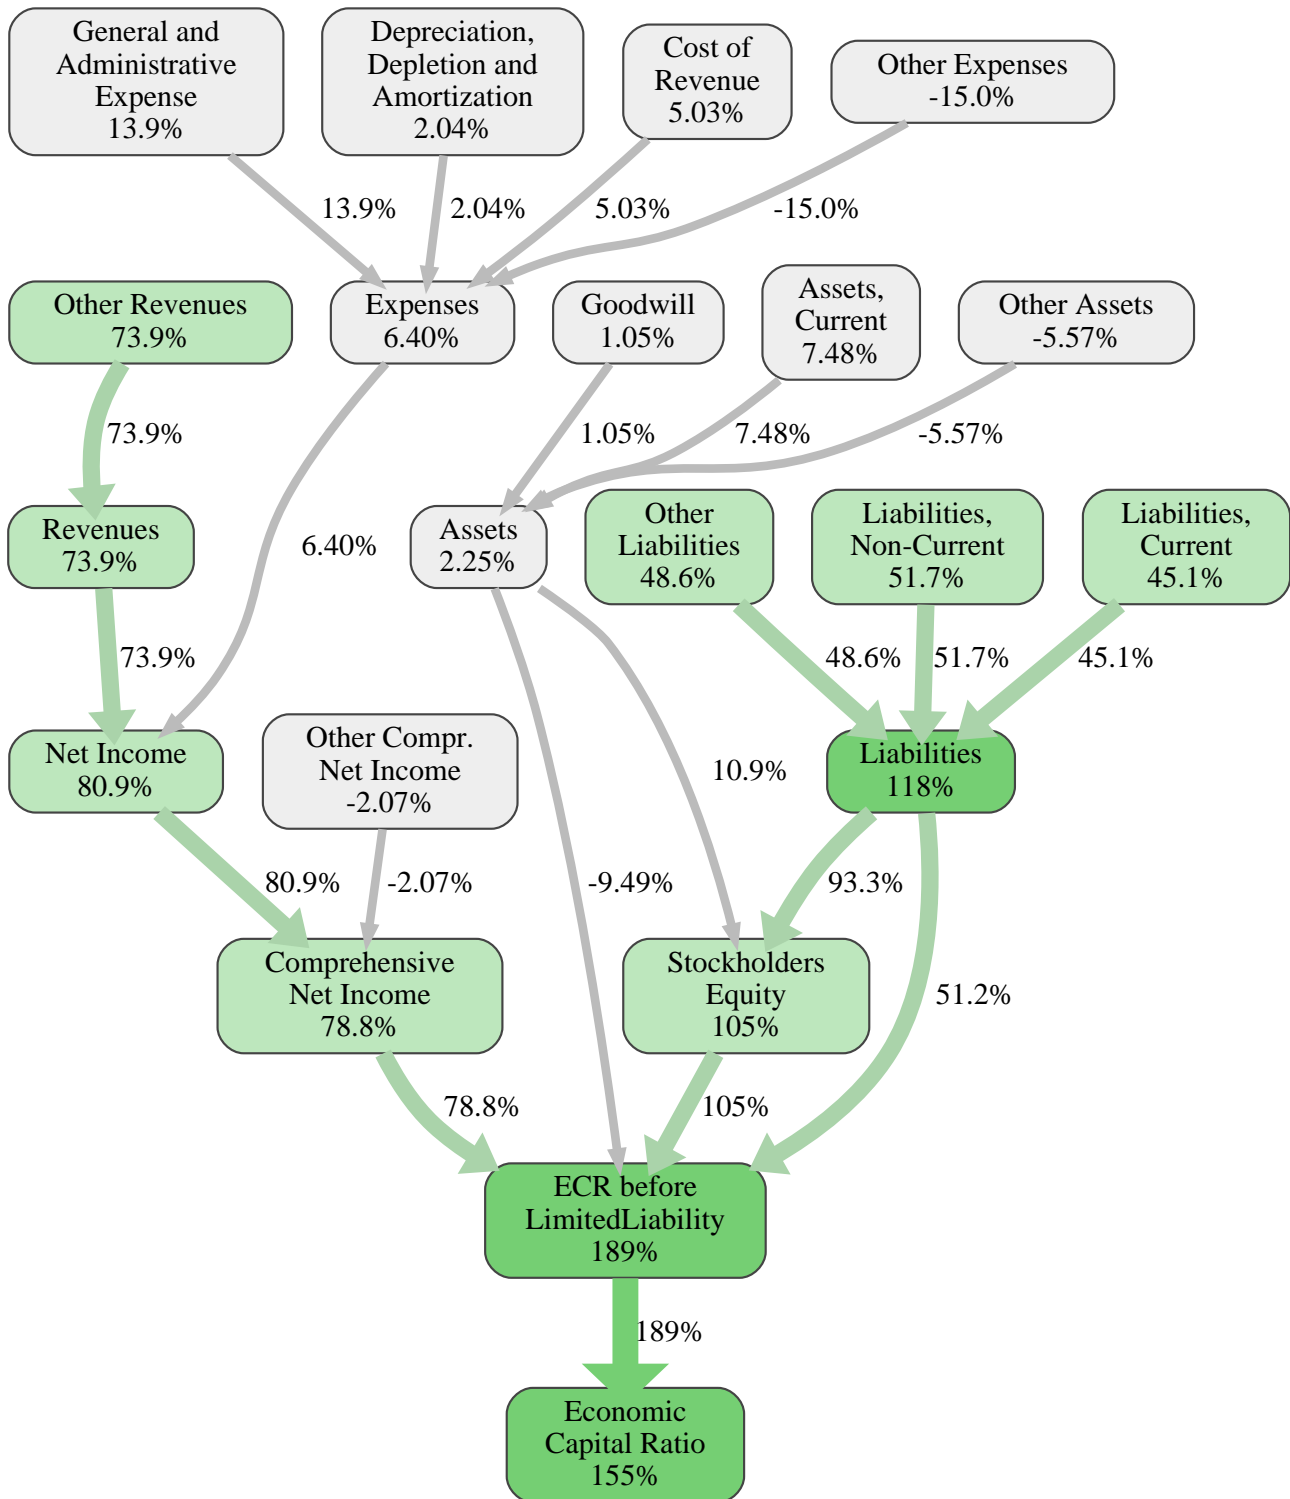 General and
Administrative
Expense
13.9%
Depreciation,
Depletion and
Amortization
2.04%
Cost of
Revenue
5.03%
Other Expenses
-15.0%
13.9%
2.04%
5.03%
-15.0%
Other Revenues
73.9%
Expenses
6.40%
Goodwill
1.05%
Assets,
Current
7.48%
Other Assets
-5.57%
73.9%
1.05%
7.48%
-5.57%
Revenues
73.9%
6.40%
Assets
2.25%
Other
Liabilities
48.6%
Liabilities,
Non-Current
51.7%
Liabilities,
Current
45.1%
73.9%
48.6%
51.7%
45.1%
Net Income
80.9%
Other Compr.
Net Income
-2.07%
10.9%
Liabilities
118%
80.9%
-2.07%
-9.49%
93.3%
Comprehensive
Net Income
78.8%
Stockholders
Equity
105%
51.2%
78.8%
105%
ECR before
LimitedLiability
189%
189%
Economic
Capital Ratio
155%